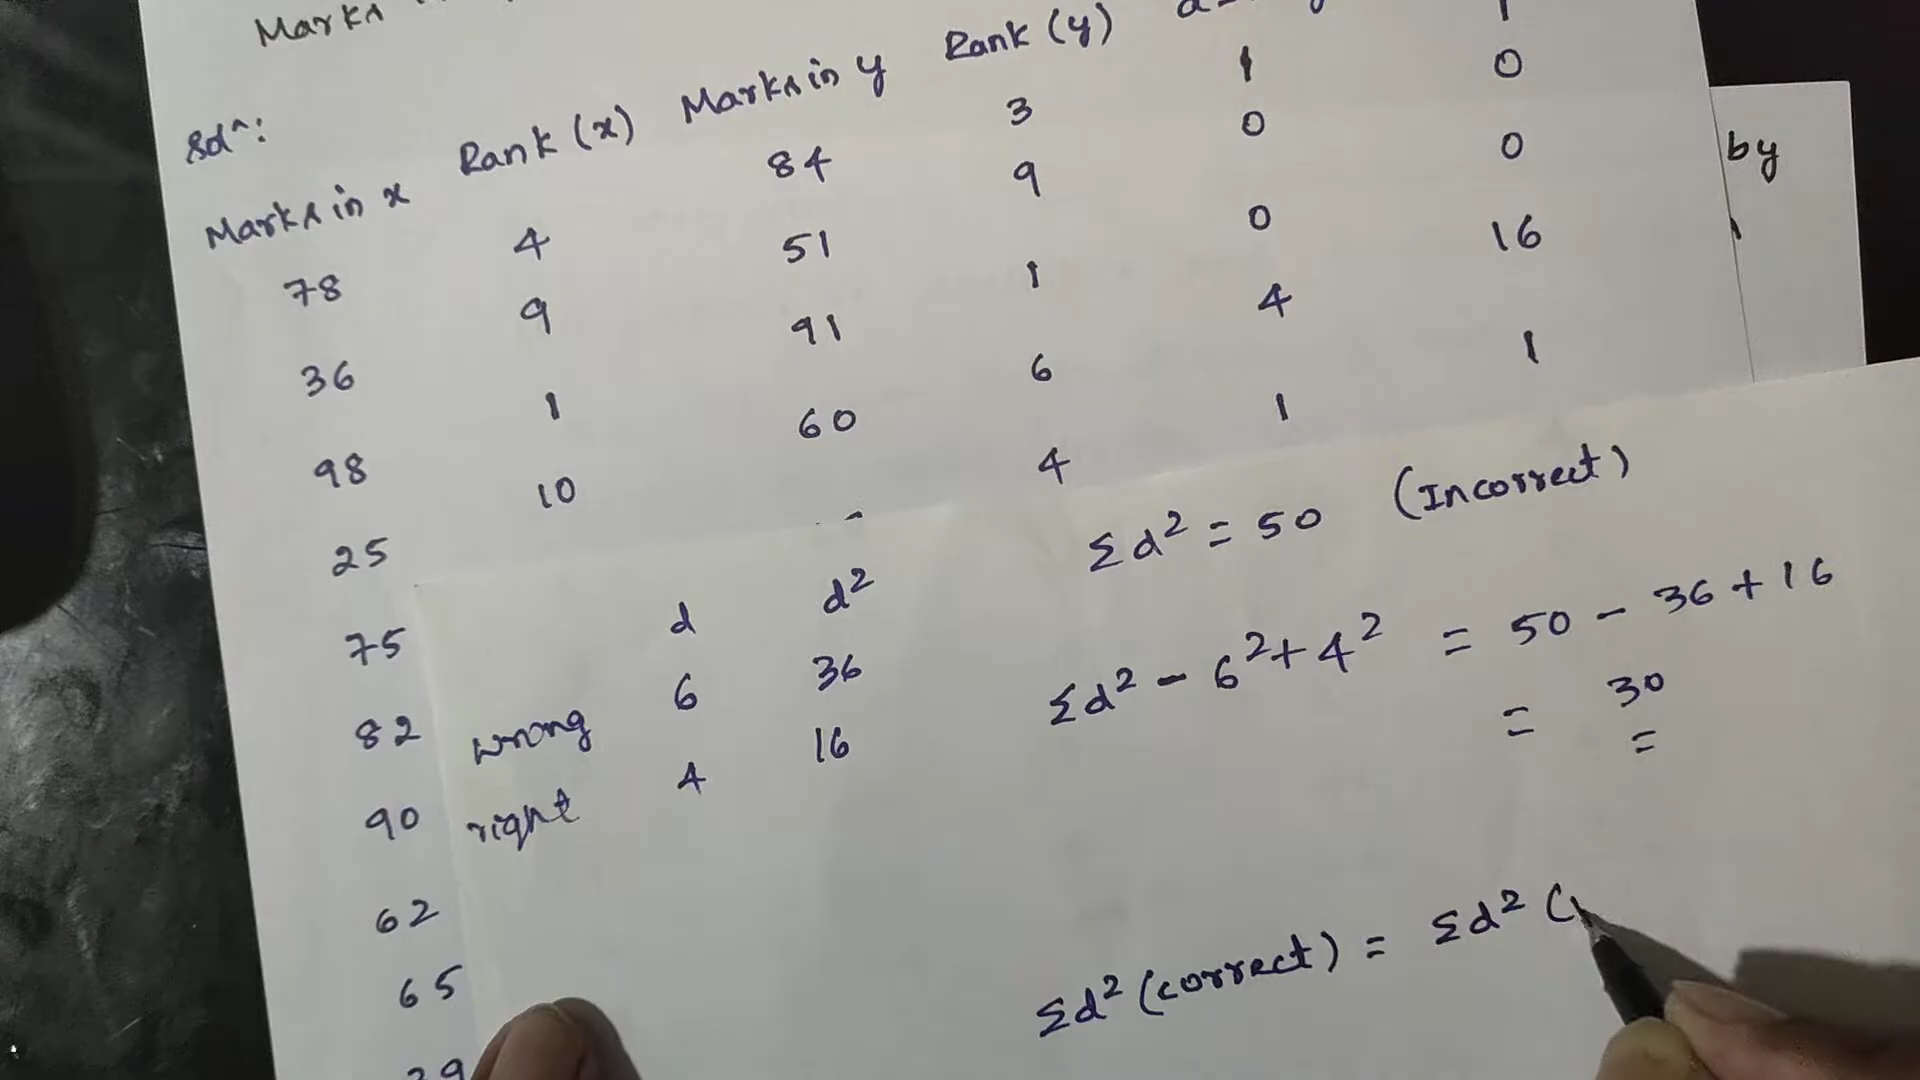 Marks
Soln:
Marks in x Rank (x) Marks in y Rank (y)
78 4 84 3 1 1
36 9 51 9 0 0
98 1 91 1 0 0
25 10 60 6 4 16
75 4 1 1
82
90
62
65
39
d d²
wrong 6 36
right 4 16
Σd² = 50 (Incorrect)
Σd² - 6² + 4² = 50 - 36 + 16
= 30
=
Σd² (correct) = Σd² (
by